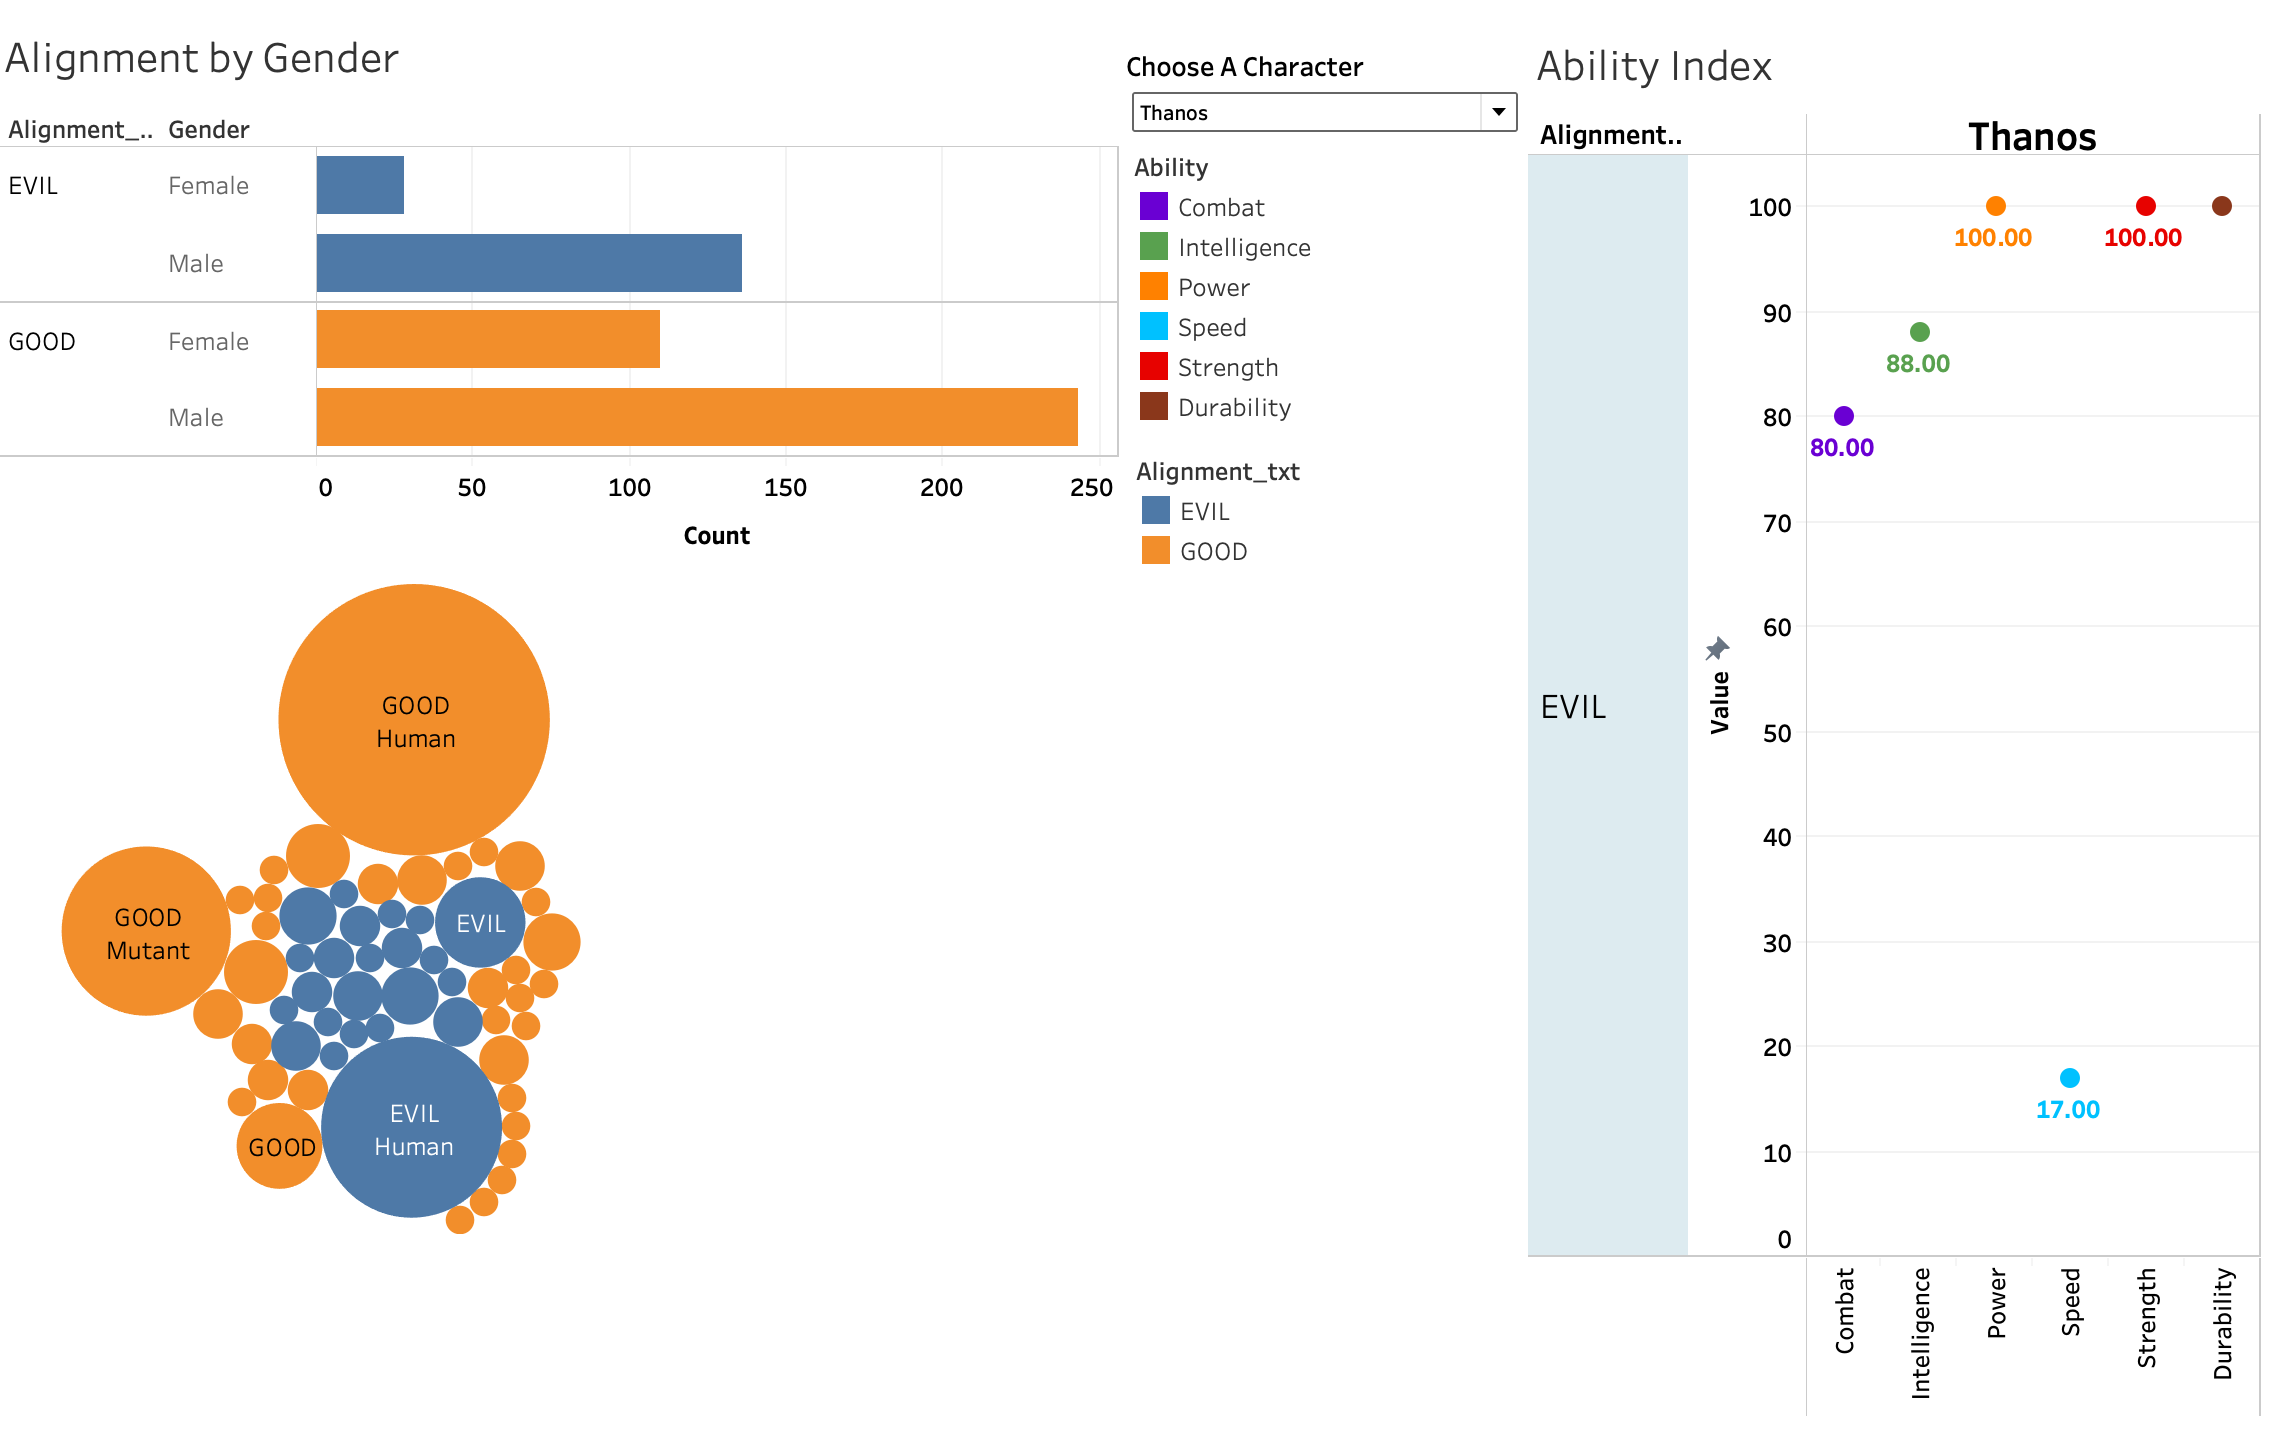 Alignment by Gender
Alignment_.. Gender
EVIL Female
Male
GOOD Female
Male
0 50 100 150 200 250
Count
Choose A Character
Thanos
Ability
Combat
Intelligence
Power
Speed
Strength
Durability
Alignment_txt
EVIL
GOOD
GOOD
Human
GOOD
Mutant
EVIL
EVIL
Human
GOOD
Ability Index
Alignment.. Thanos
EVIL
Value
100
90
80
70
60
50
40
30
20
10
0
100.00
100.00
88.00
80.00
17.00
Combat
Intelligence
Power
Speed
Strength
Durability